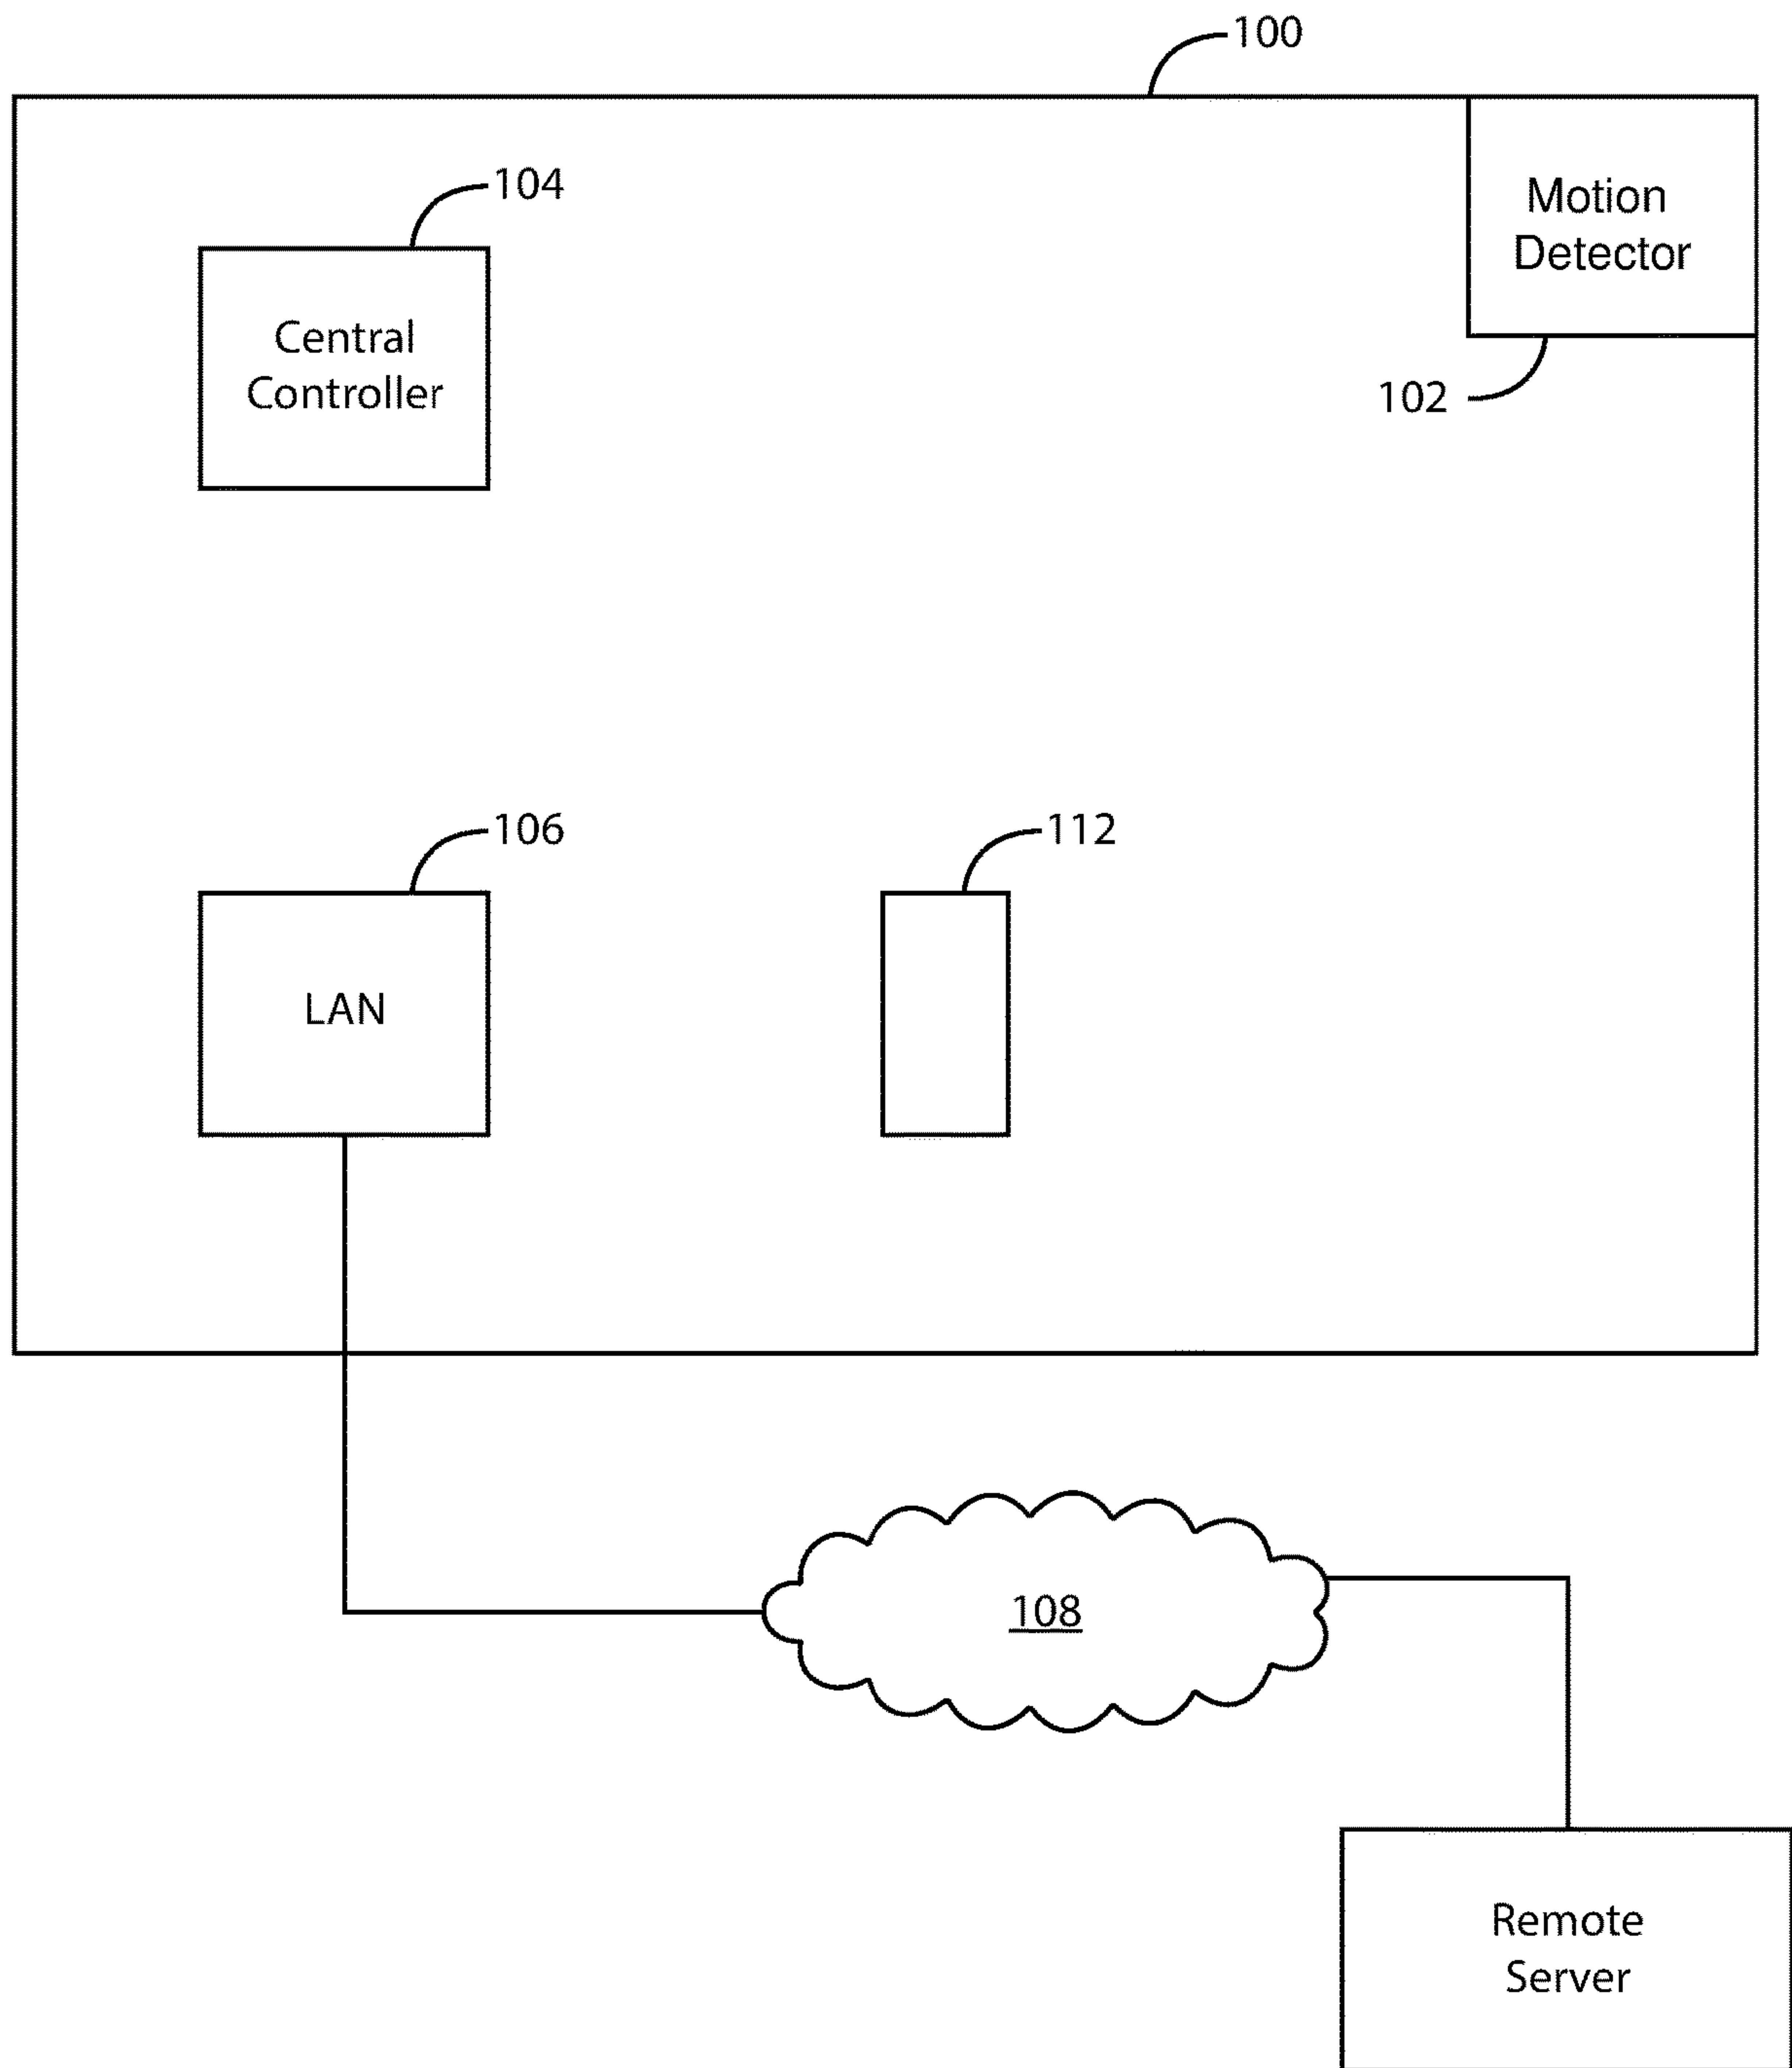 100
104
Motion
Detector
Central
Controller
102
106
112
LAN
108
Remote
Server